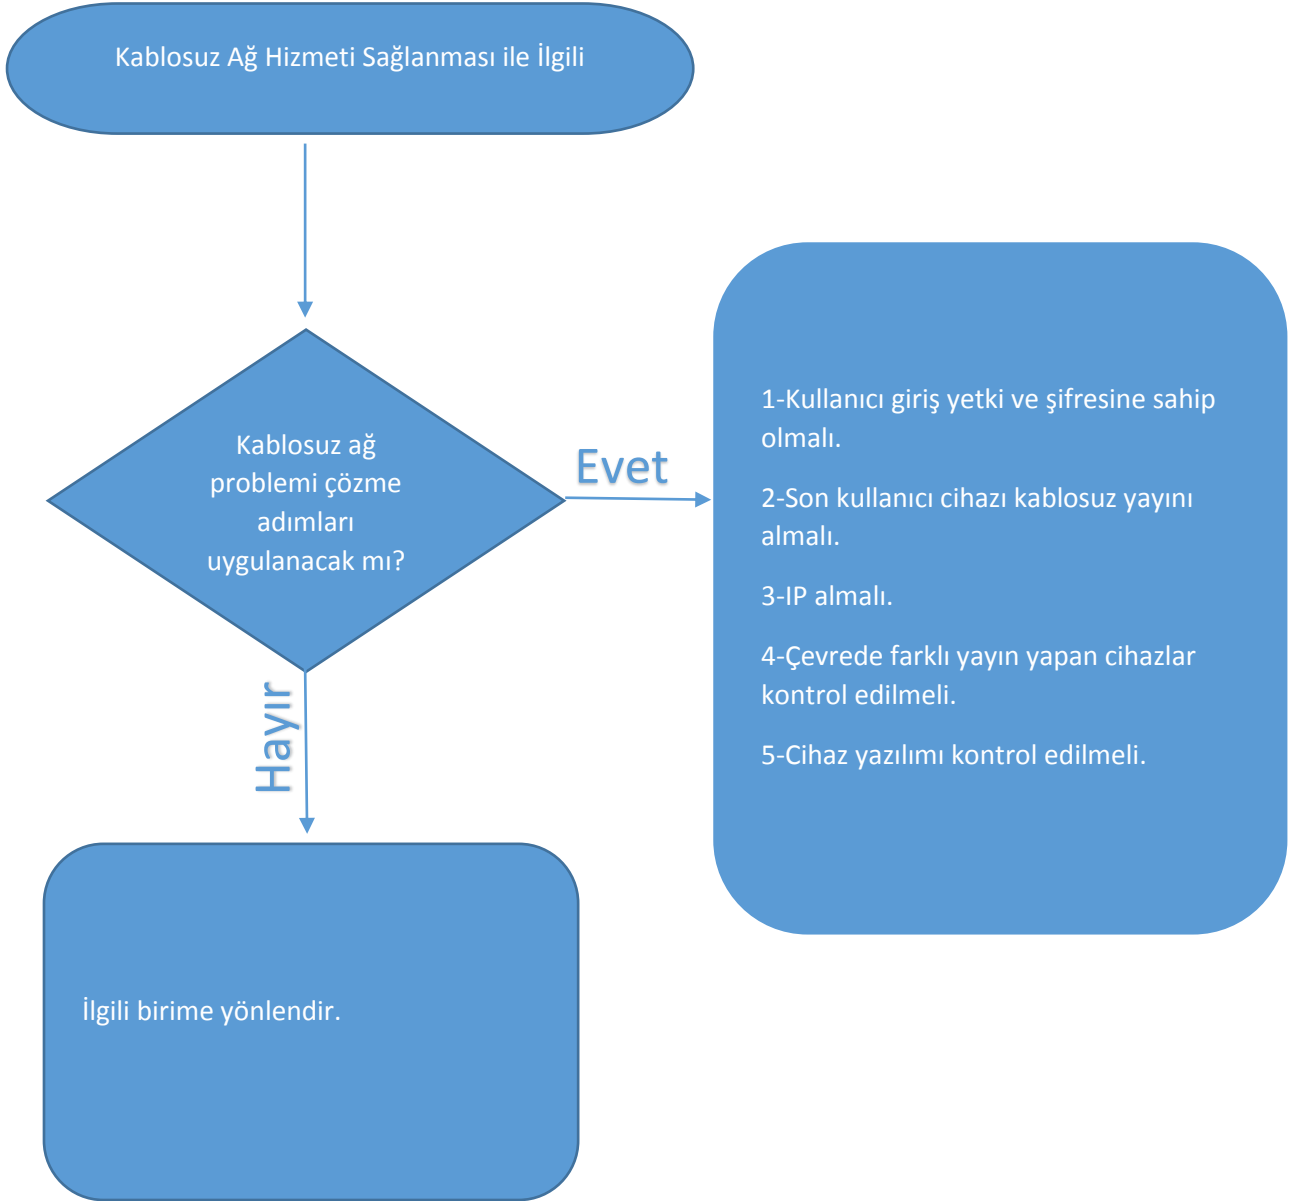 Kablosuz Ağ Hizmeti Sağlanması ile İlgili
Kablosuz ağ
problemi çözme
adımları
uygulanacak mı?
Evet
1-Kullanıcı giriş yetki ve şifresine sahip
olmalı.
2-Son kullanıcı cihazı kablosuz yayını
almalı.
3-IP almalı.
4-Çevrede farklı yayın yapan cihazlar
kontrol edilmeli.
5-Cihaz yazılımı kontrol edilmeli.
Hayır
İlgili birime yönlendir.